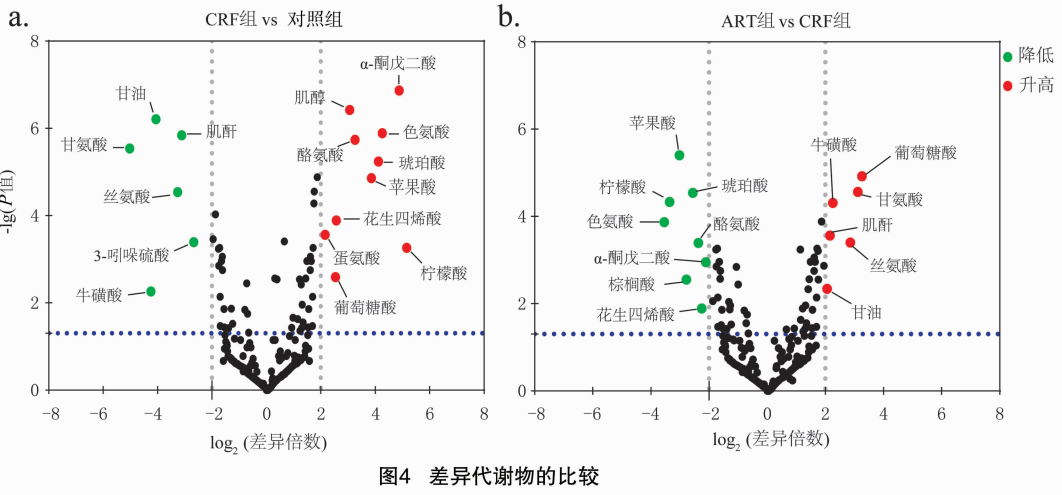 a.
CRF组 vs 对照组
-lg(P值)
8
6
4
2
0
-8
-6
-4
-2
0
2
4
6
8
log2 (差异倍数)
甘油
肌酐
甘氨酸
丝氨酸
3-吲哚硫酸
牛磺酸
α-酮戊二酸
肌醇
色氨酸
酪氨酸
琥珀酸
苹果酸
花生四烯酸
蛋氨酸
柠檬酸
葡萄糖酸
b.
ART组 vs CRF组
降低
升高
8
6
4
2
0
-8
-6
-4
-2
0
2
4
6
8
log2 (差异倍数)
苹果酸
柠檬酸
琥珀酸
色氨酸
酪氨酸
α-酮戊二酸
棕榈酸
花生四烯酸
牛磺酸
葡萄糖酸
甘氨酸
肌酐
丝氨酸
甘油
图4 差异代谢物的比较